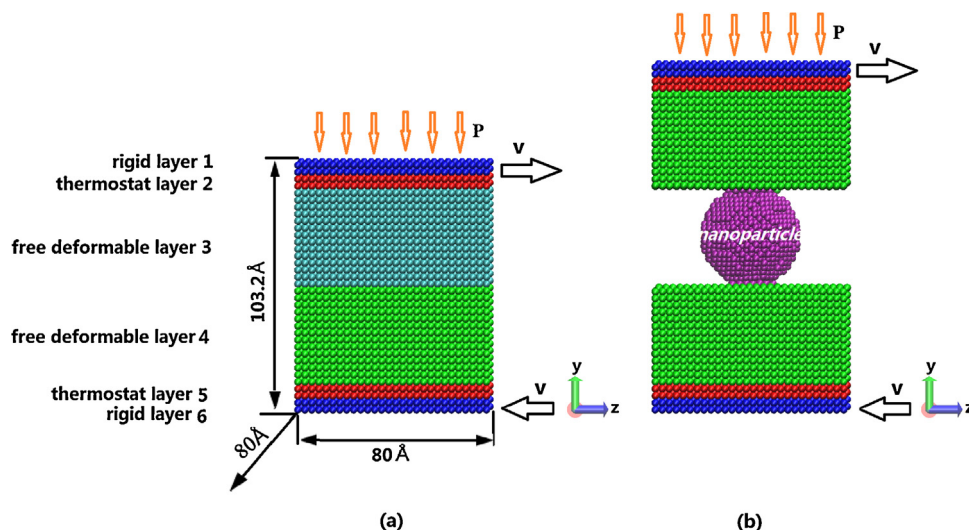 P
v
rigid layer 1
thermostat layer 2
free deformable layer 3
103.2Å
free deformable layer 4
thermostat layer 5
rigid layer 6
80Å
80Å
v
y
z
(a)
P
v
nanoparticle
v
y
z
(b)